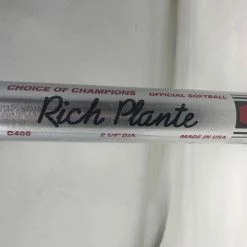 CHOICE OF CHAMPIONS OFFICIAL SOFTBALL
Rich Plante
C405 2 1/4" DIA. MADE IN USA